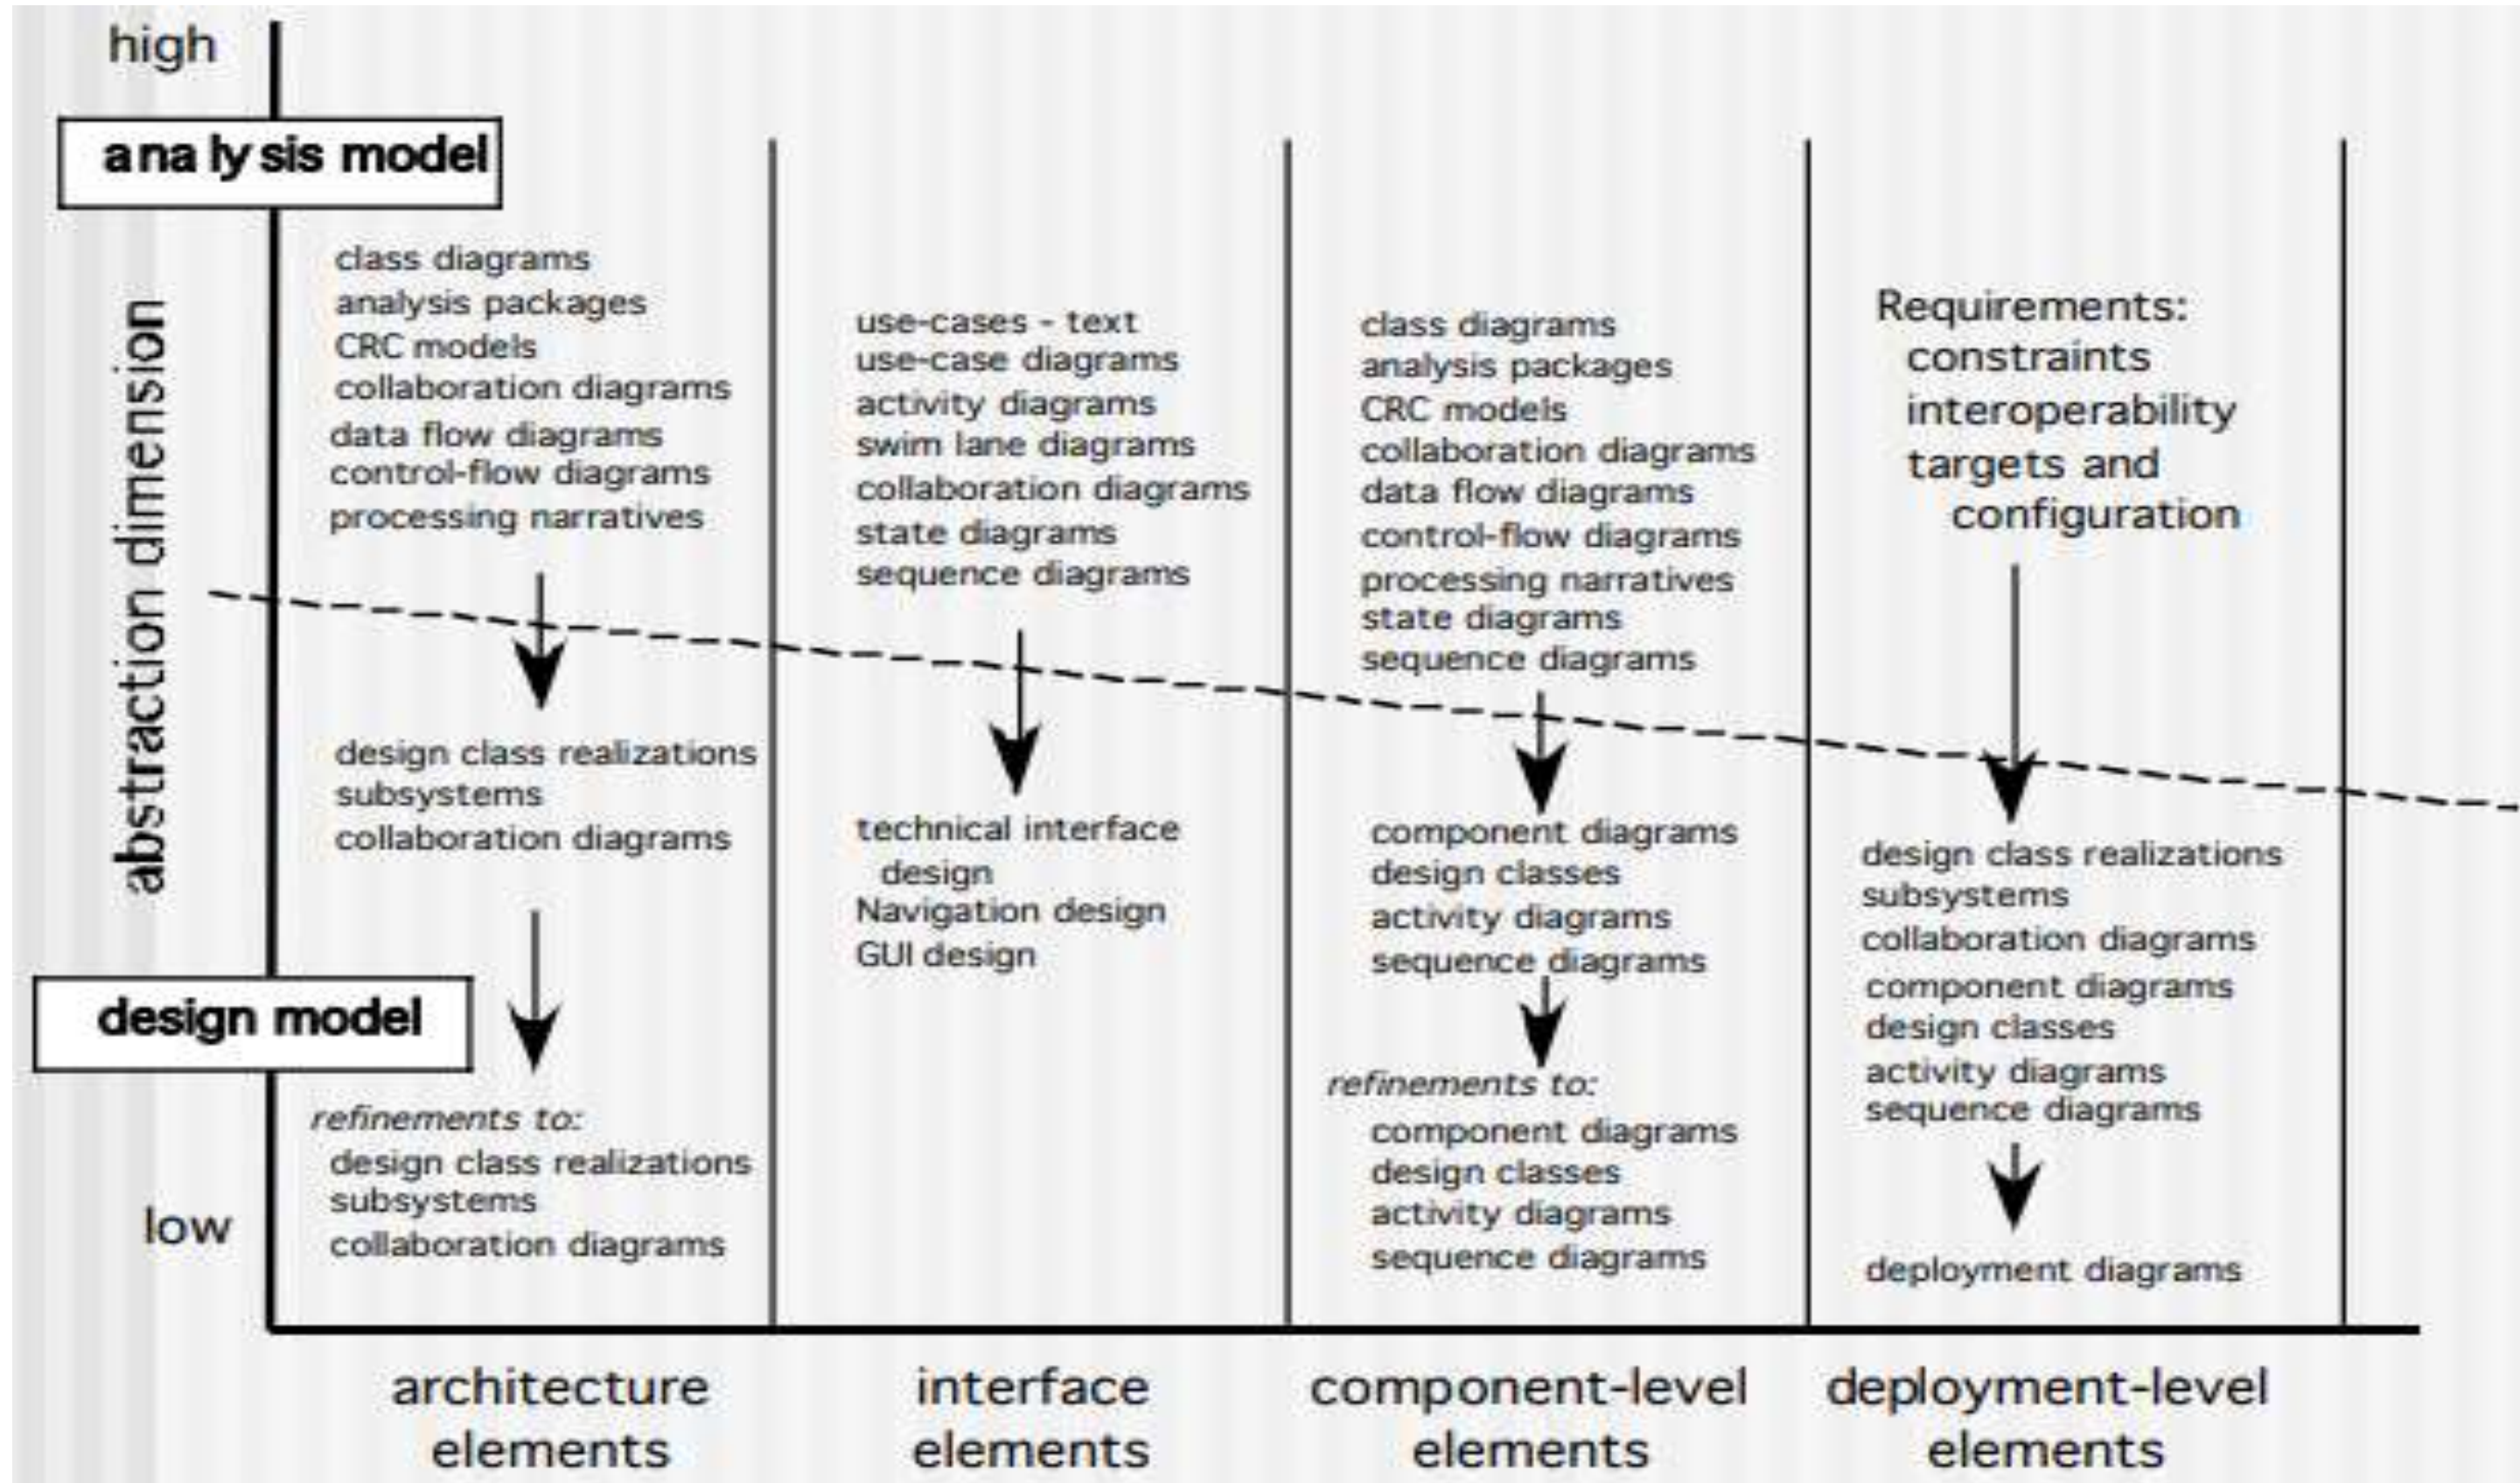 high
analysis model
abstraction dimension
class diagrams
analysis packages
CRC models
collaboration diagrams
data flow diagrams
control-flow diagrams
processing narratives
design class realizations
subsystems
collaboration diagrams
design model
refinements to:
design class realizations
subsystems
collaboration diagrams
low
use-cases - text
use-case diagrams
activity diagrams
swim lane diagrams
collaboration diagrams
state diagrams
sequence diagrams
technical interface
design
Navigation design
GUI design
class diagrams
analysis packages
CRC models
collaboration diagrams
data flow diagrams
control-flow diagrams
processing narratives
state diagrams
sequence diagrams
component diagrams
design classes
activity diagrams
sequence diagrams
refinements to:
component diagrams
design classes
activity diagrams
sequence diagrams
Requirements:
constraints
interoperability
targets and
configuration
design class realizations
subsystems
collaboration diagrams
component diagrams
design classes
activity diagrams
sequence diagrams
deployment diagrams
architecture
elements
interface
elements
component-level
elements
deployment-level
elements